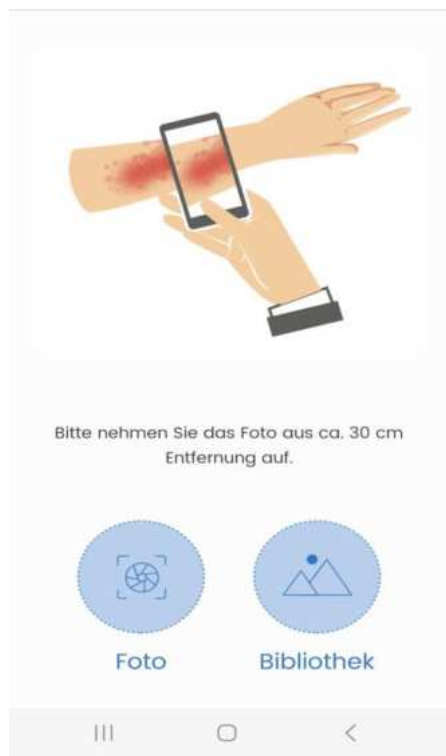 Bitte nehmen Sie das Foto aus ca. 30 cm
Entfernung auf.
Foto
Bibliothek